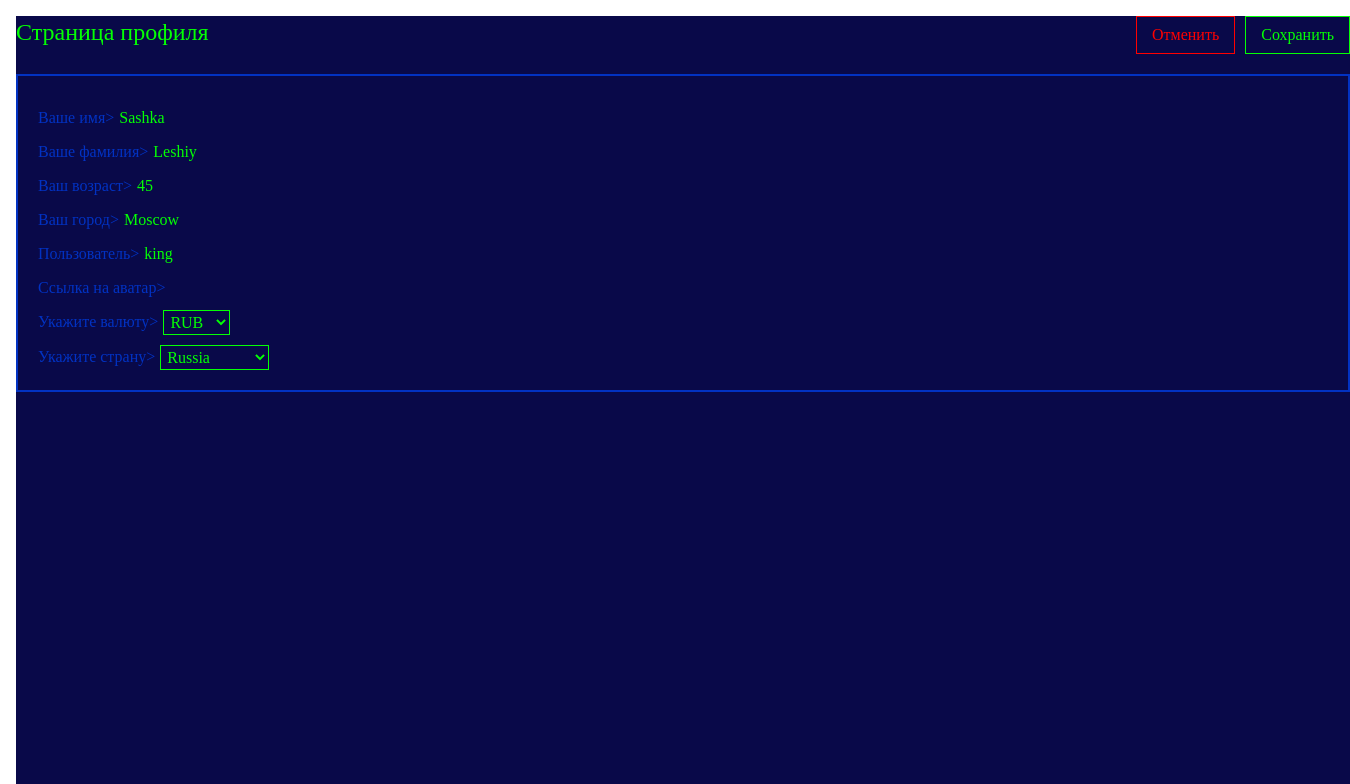 Страница профиля
Отменить Сохранить
Ваше имя> Sashka
Ваше фамилия> Leshiy
Ваш возраст> 45
Ваш город> Moscow
Пользователь> king
Ссылка на аватар>
Укажите валюту> RUB
Укажите страну> Russia